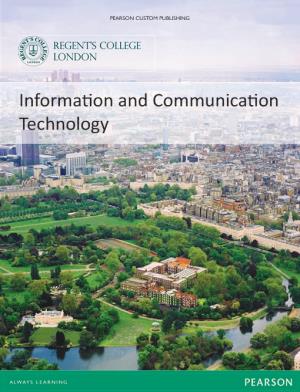 PEARSON CUSTOM PUBLISHING
REGENT'S COLLEGE
LONDON
Information and Communication
Technology
ALWAYS LEARNING
PEARSON